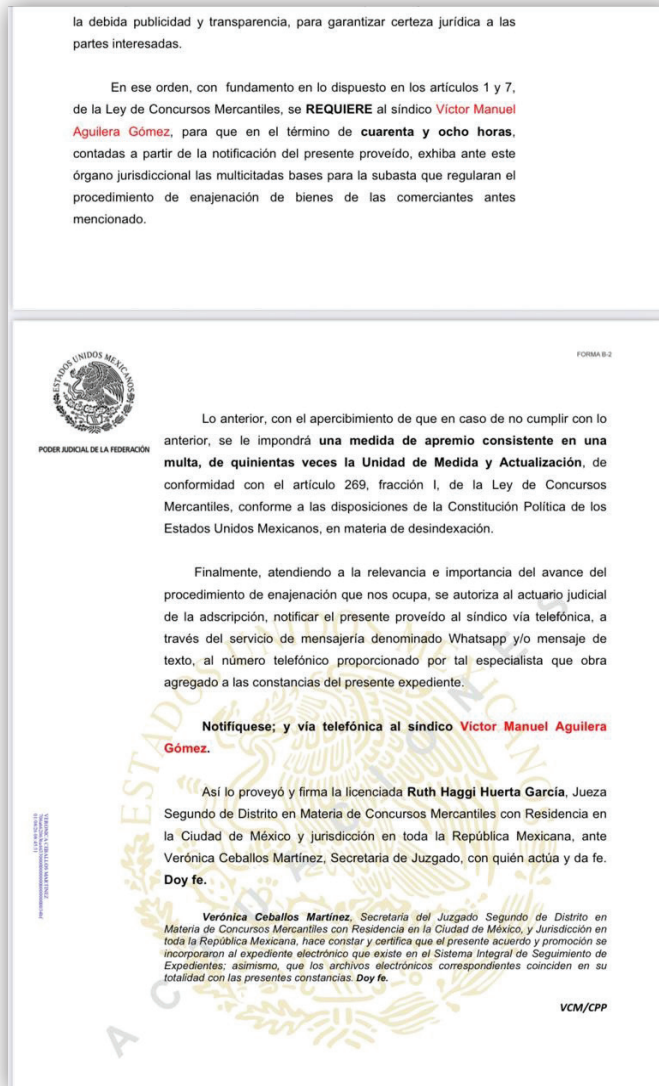 la debida publicidad y transparencia, para garantizar certeza jurídica a las
partes interesadas.
En ese orden, con fundamento en lo dispuesto en los artículos 1 y 7,
de la Ley de Concursos Mercantiles, se REQUIERE al síndico Víctor Manuel
Aguilera Gómez, para que en el término de cuarenta y ocho horas,
contadas a partir de la notificación del presente proveído, exhiba ante este
órgano jurisdiccional las multicitadas bases para la subasta que regularan el
procedimiento de enajenación de bienes de las comerciantes antes
mencionado.
FORMA B-2
ESTADOS UNIDOS MEXICANOS
PODER JUDICIAL DE LA FEDERACIÓN
Lo anterior, con el apercibimiento de que en caso de no cumplir con lo
anterior, se le impondrá una medida de apremio consistente en una
multa, de quinientas veces la Unidad de Medida y Actualización, de
conformidad con el artículo 269, fracción I, de la Ley de Concursos
Mercantiles, conforme a las disposiciones de la Constitución Política de los
Estados Unidos Mexicanos, en materia de desindexación.
Finalmente, atendiendo a la relevancia e importancia del avance del
procedimiento de enajenación que nos ocupa, se autoriza al actuario judicial
de la adscripción, notificar el presente proveído al síndico vía telefónica, a
través del servicio de mensajería denominado Whatsapp y/o mensaje de
texto, al número telefónico proporcionado por tal especialista que obra
agregado a las constancias del presente expediente.
Notifíquese; y vía telefónica al síndico Víctor Manuel Aguilera
Gómez.
Así lo proveyó y firma la licenciada Ruth Haggi Huerta García, Jueza
Segundo de Distrito en Materia de Concursos Mercantiles con Residencia en
la Ciudad de México y jurisdicción en toda la República Mexicana, ante
Verónica Ceballos Martínez, Secretaria de Juzgado, con quién actúa y da fe.
Doy fe.
Verónica Ceballos Martínez, Secretaria del Juzgado Segundo de Distrito en
Materia de Concursos Mercantiles con Residencia en la Ciudad de México, y Jurisdicción en
toda la República Mexicana, hace constar y certifica que el presente acuerdo y promoción se
incorporaron al expediente electrónico que existe en el Sistema Integral de Seguimiento de
Expedientes; asimismo, que los archivos electrónicos correspondientes coinciden en su
totalidad con las presentes constancias. Doy fe.
VCM/CPP
VERONICA CEBALLOS MARTINEZ
ESTADOS UNIDOS MEXICANOS